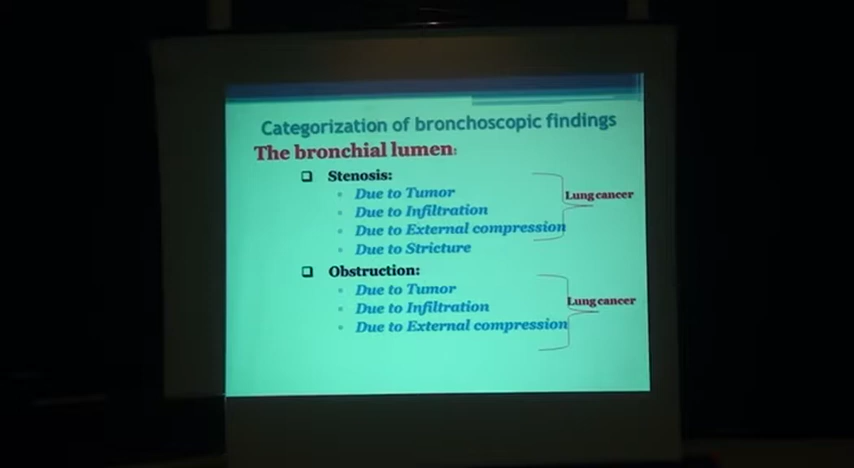 Categorization of bronchoscopic findings
The bronchial lumen:
Stenosis:
Due to Tumor
Due to Infiltration
Due to External compression
Due to Stricture
Lung cancer
Obstruction:
Due to Tumor
Due to Infiltration
Due to External compression
Lung cancer